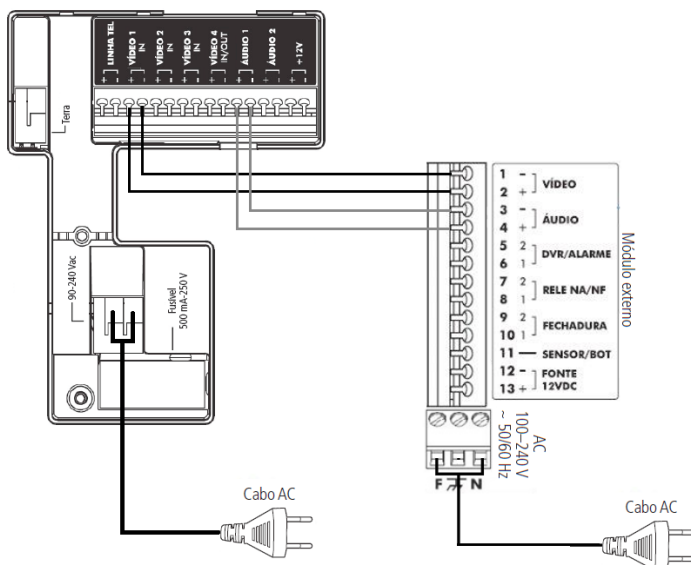 LINHA TEL
+ -
VÍDEO 1
IN
+ -
VÍDEO 2
IN
+ -
VÍDEO 3
IN
+ -
VÍDEO 4
IN/OUT
+ -
ÁUDIO 1
+ -
ÁUDIO 2
+ -
+12V
+ -
Terra
90-240 Vac
Fusível
500 mA-250 V
Cabo AC
1 -
2 +
VÍDEO
3 -
4 +
ÁUDIO
5 2
6 1
DVR/ALARME
7 2
8 1
RELE NA/NF
9 2
10 1
FECHADURA
11 — SENSOR/BOT
12 -
13 +
FONTE
12VDC
Módulo externo
AC
100–240 V
~ 50/60 Hz
F N
Cabo AC